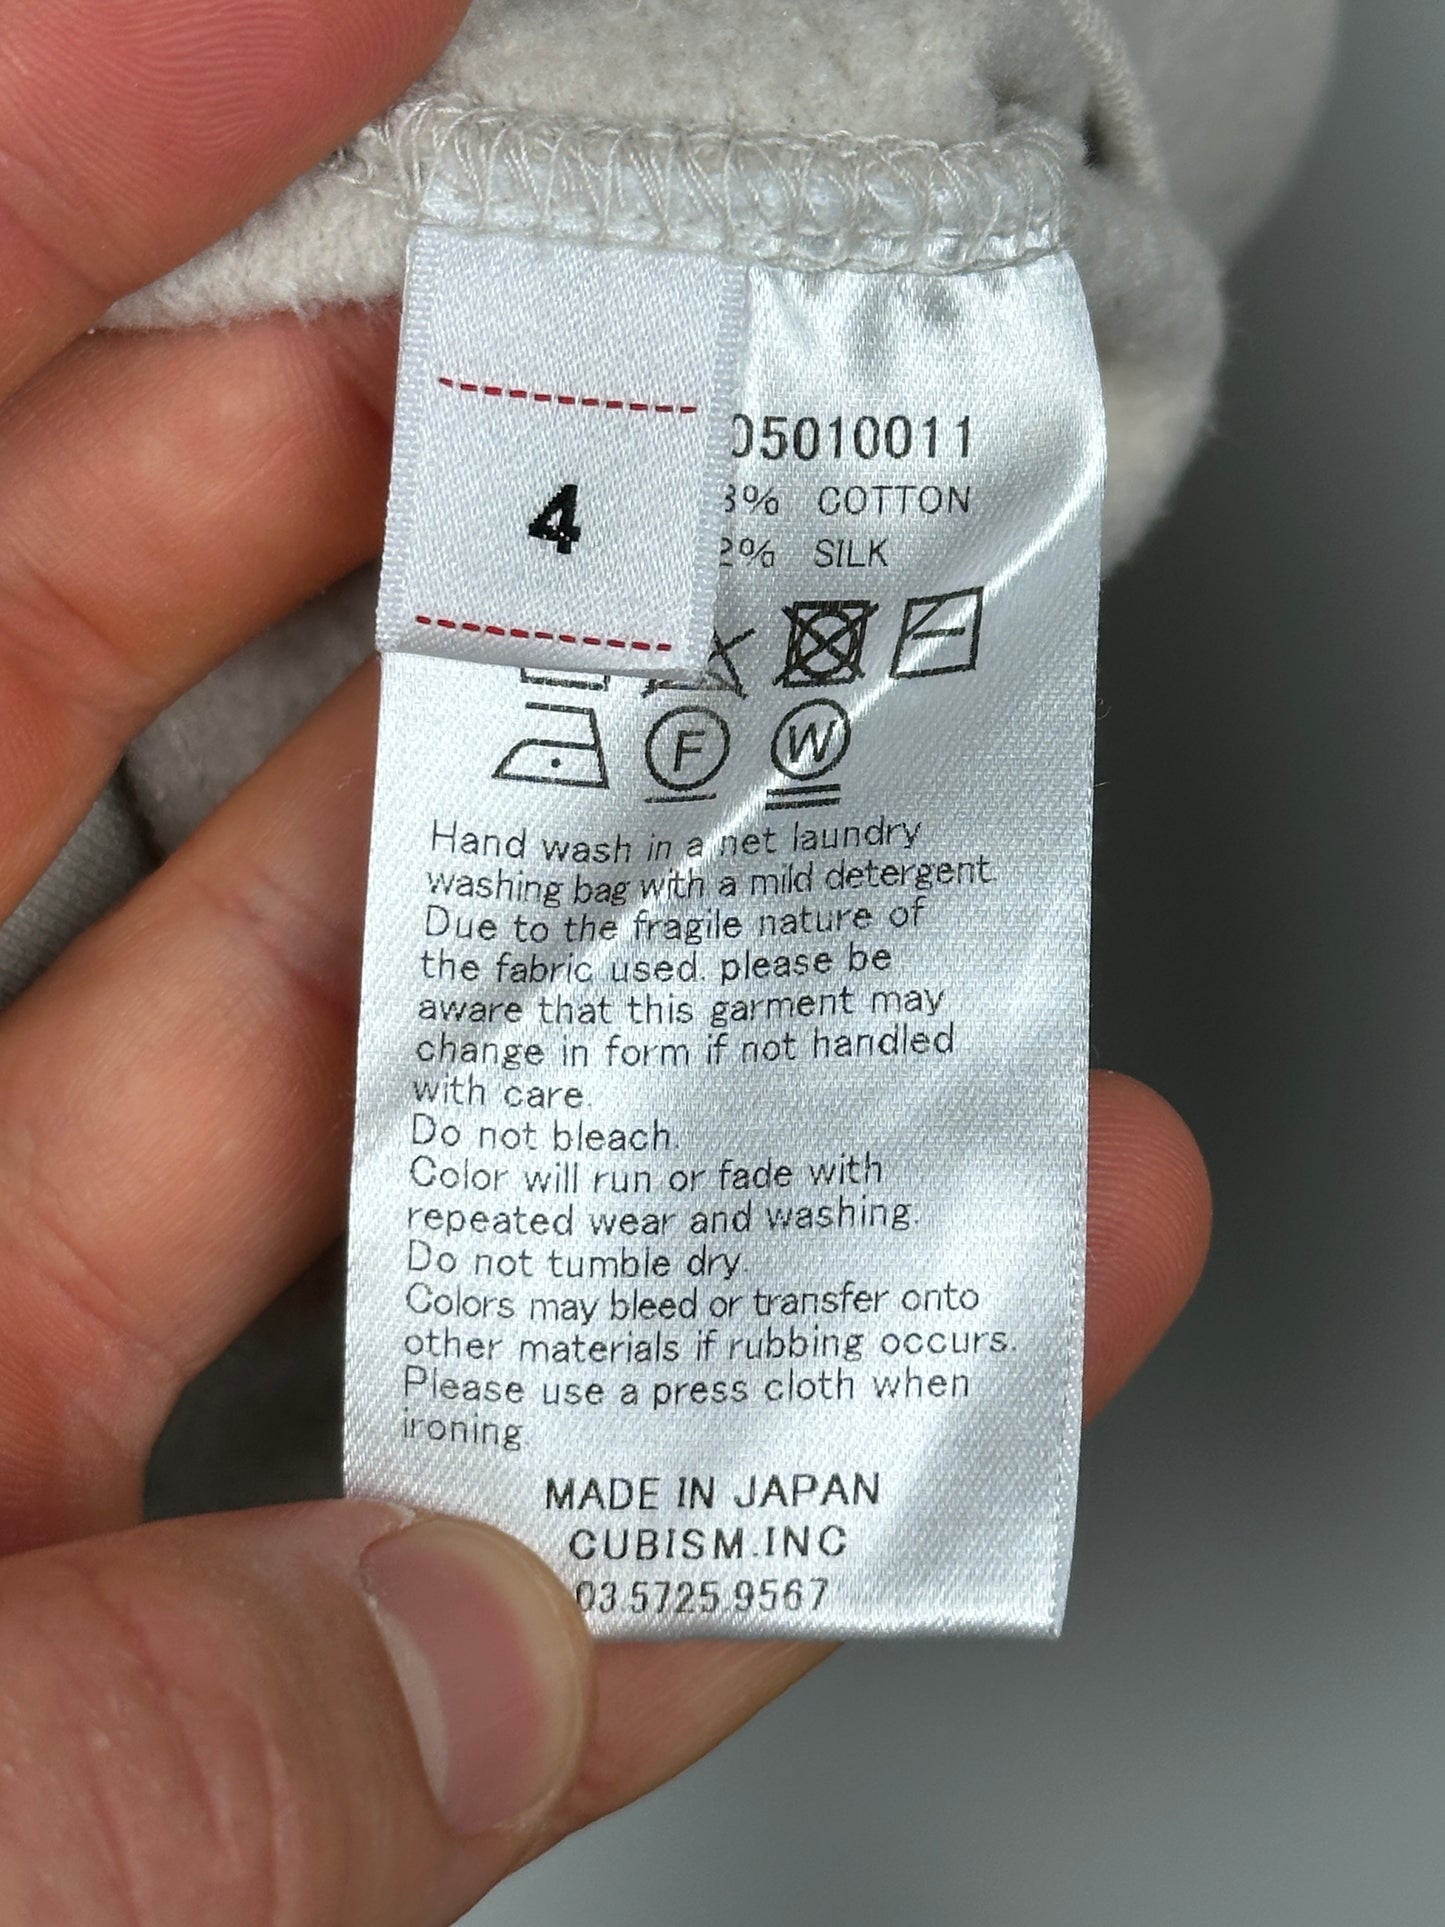 4
05010011
3% COTTON
2% SILK
F W
Hand wash in a net laundry
washing bag with a mild detergent.
Due to the fragile nature of
the fabric used. please be
aware that this garment may
change in form if not handled
with care.
Do not bleach.
Color will run or fade with
repeated wear and washing.
Do not tumble dry.
Colors may bleed or transfer onto
other materials if rubbing occurs.
Please use a press cloth when
ironing
MADE IN JAPAN
CUBISM.INC
03.5725.9567